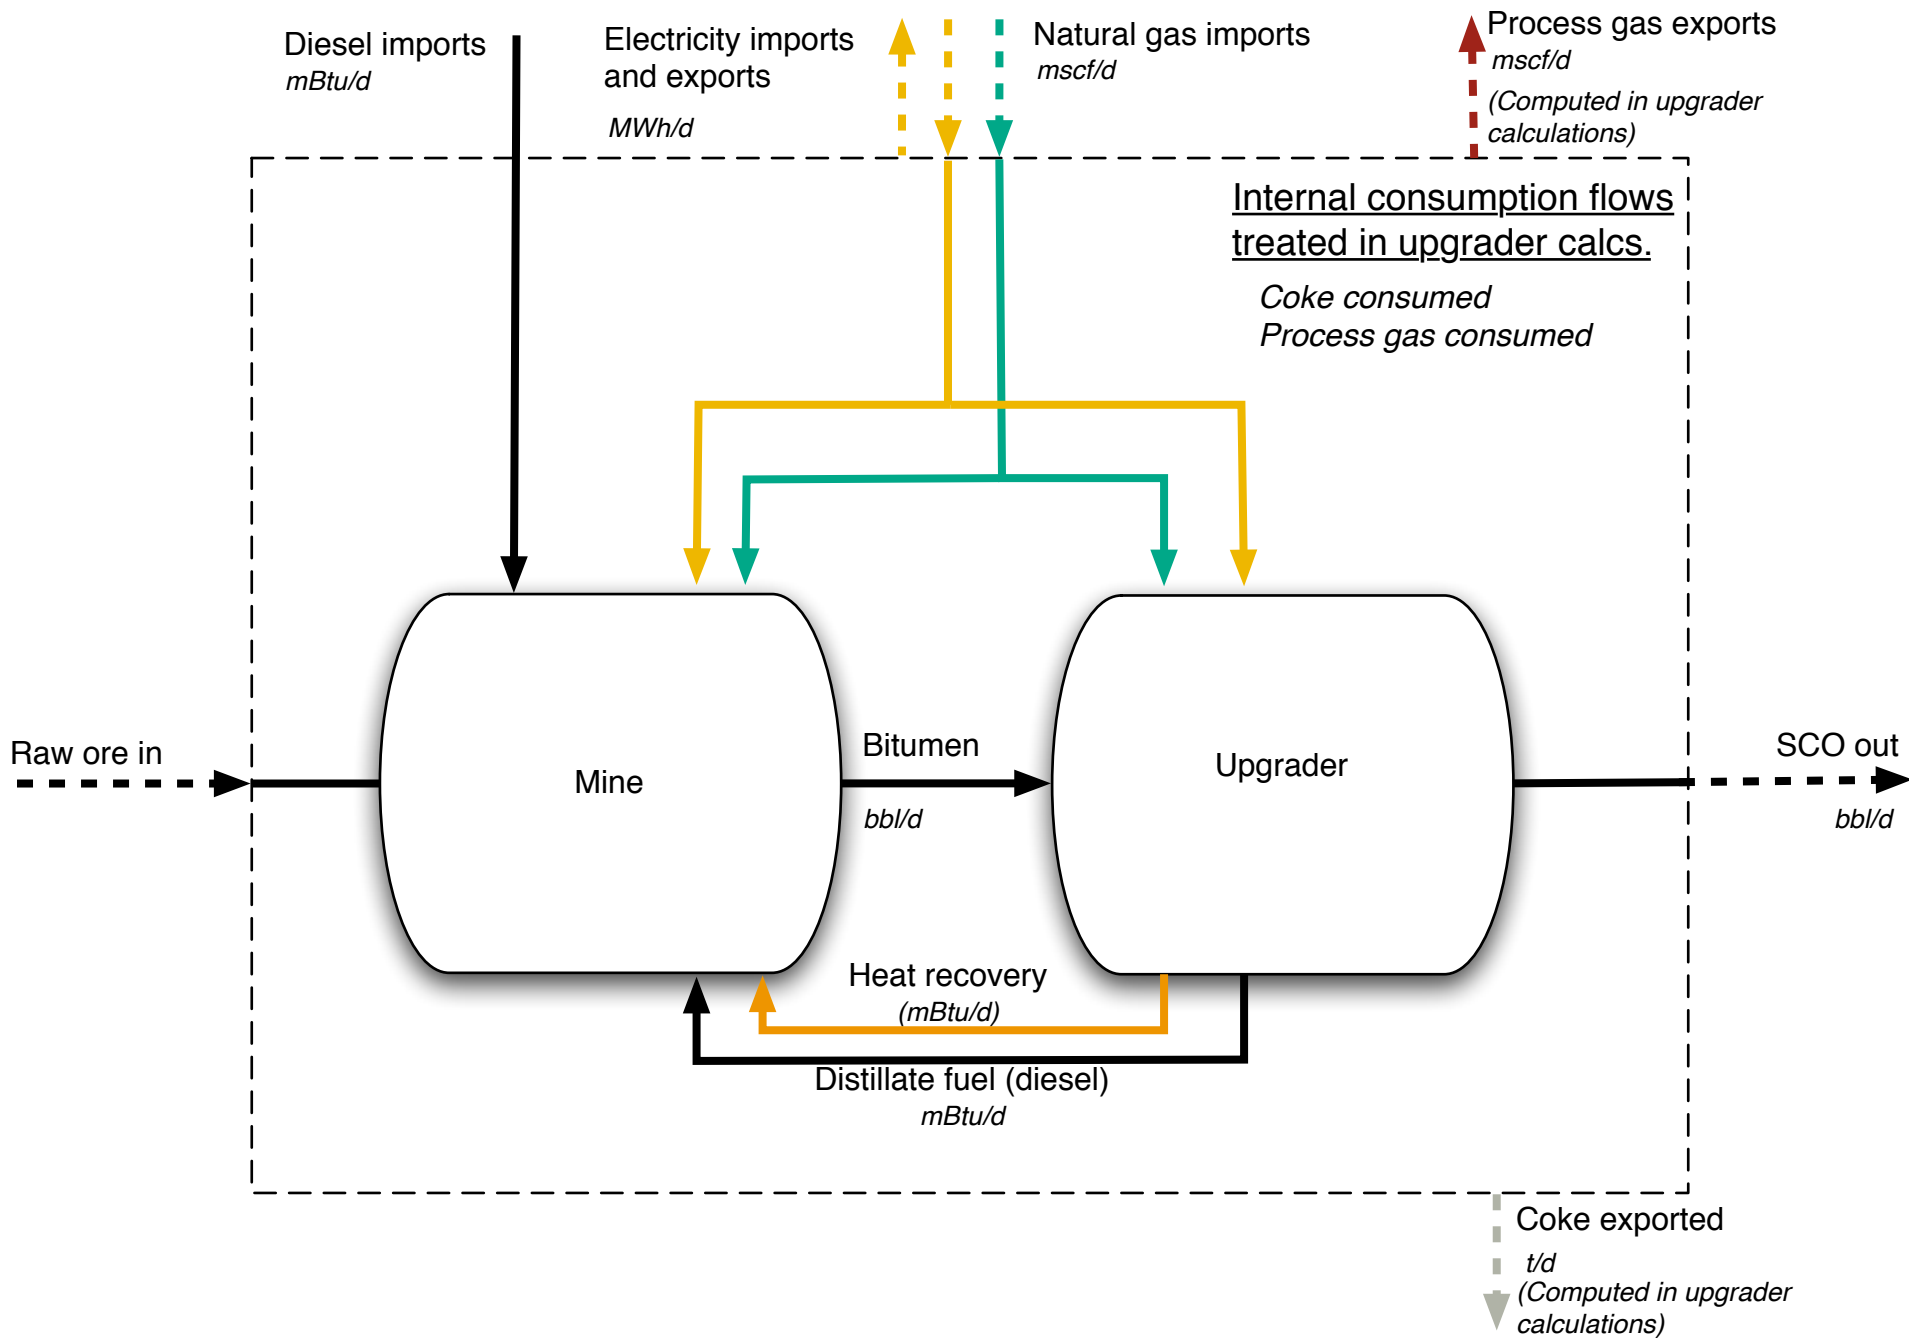 Diesel imports
mBtu/d
Electricity imports
and exports
MWh/d
Natural gas imports
mscf/d
Process gas exports
mscf/d
(Computed in upgrader
calculations)
Internal consumption flows
treated in upgrader calcs.
Coke consumed
Process gas consumed
Raw ore in
Mine
Bitumen
bbl/d
Upgrader
SCO out
bbl/d
Heat recovery
(mBtu/d)
Distillate fuel (diesel)
mBtu/d
Coke exported
t/d
(Computed in upgrader
calculations)